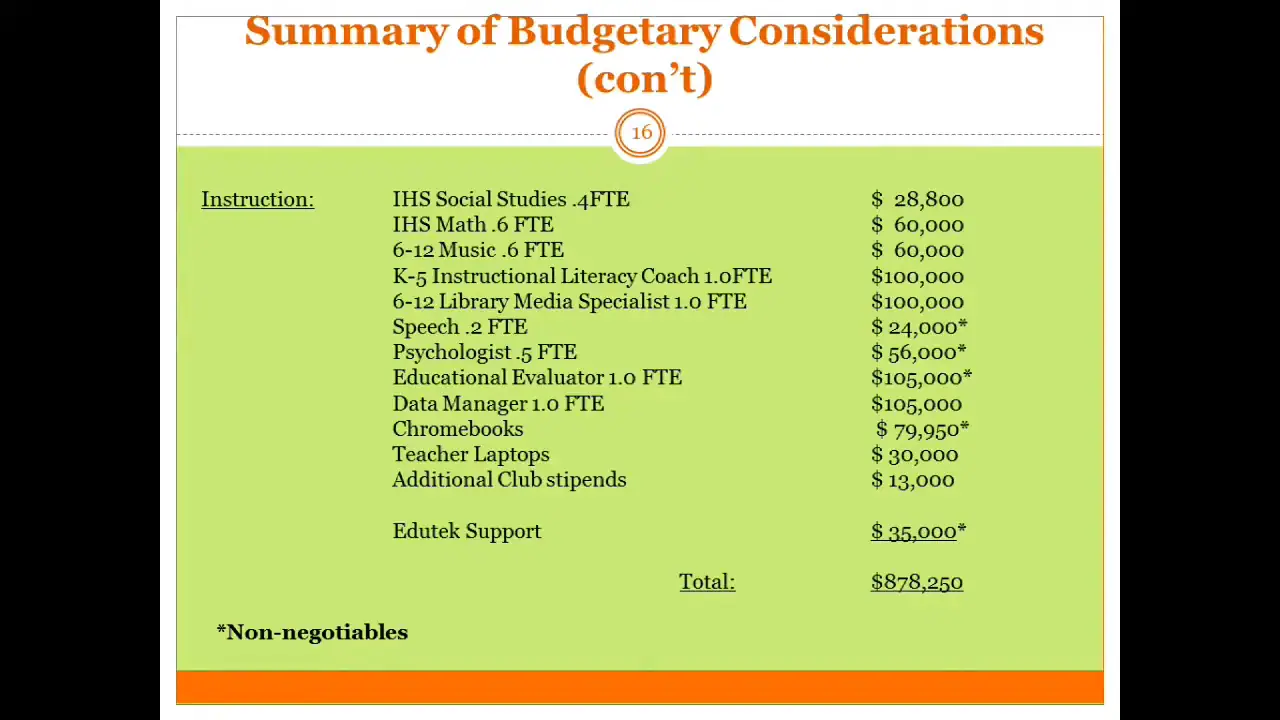 Summary of Budgetary Considerations
(con’t)
16
Instruction: IHS Social Studies .4FTE $ 28,800
IHS Math .6 FTE $ 60,000
6-12 Music .6 FTE $ 60,000
K-5 Instructional Literacy Coach 1.0FTE $100,000
6-12 Library Media Specialist 1.0 FTE $100,000
Speech .2 FTE $ 24,000*
Psychologist .5 FTE $ 56,000*
Educational Evaluator 1.0 FTE $105,000*
Data Manager 1.0 FTE $105,000
Chromebooks $ 79,950*
Teacher Laptops $ 30,000
Additional Club stipends $ 13,000
Edutek Support $ 35,000*
Total: $878,250
*Non-negotiables